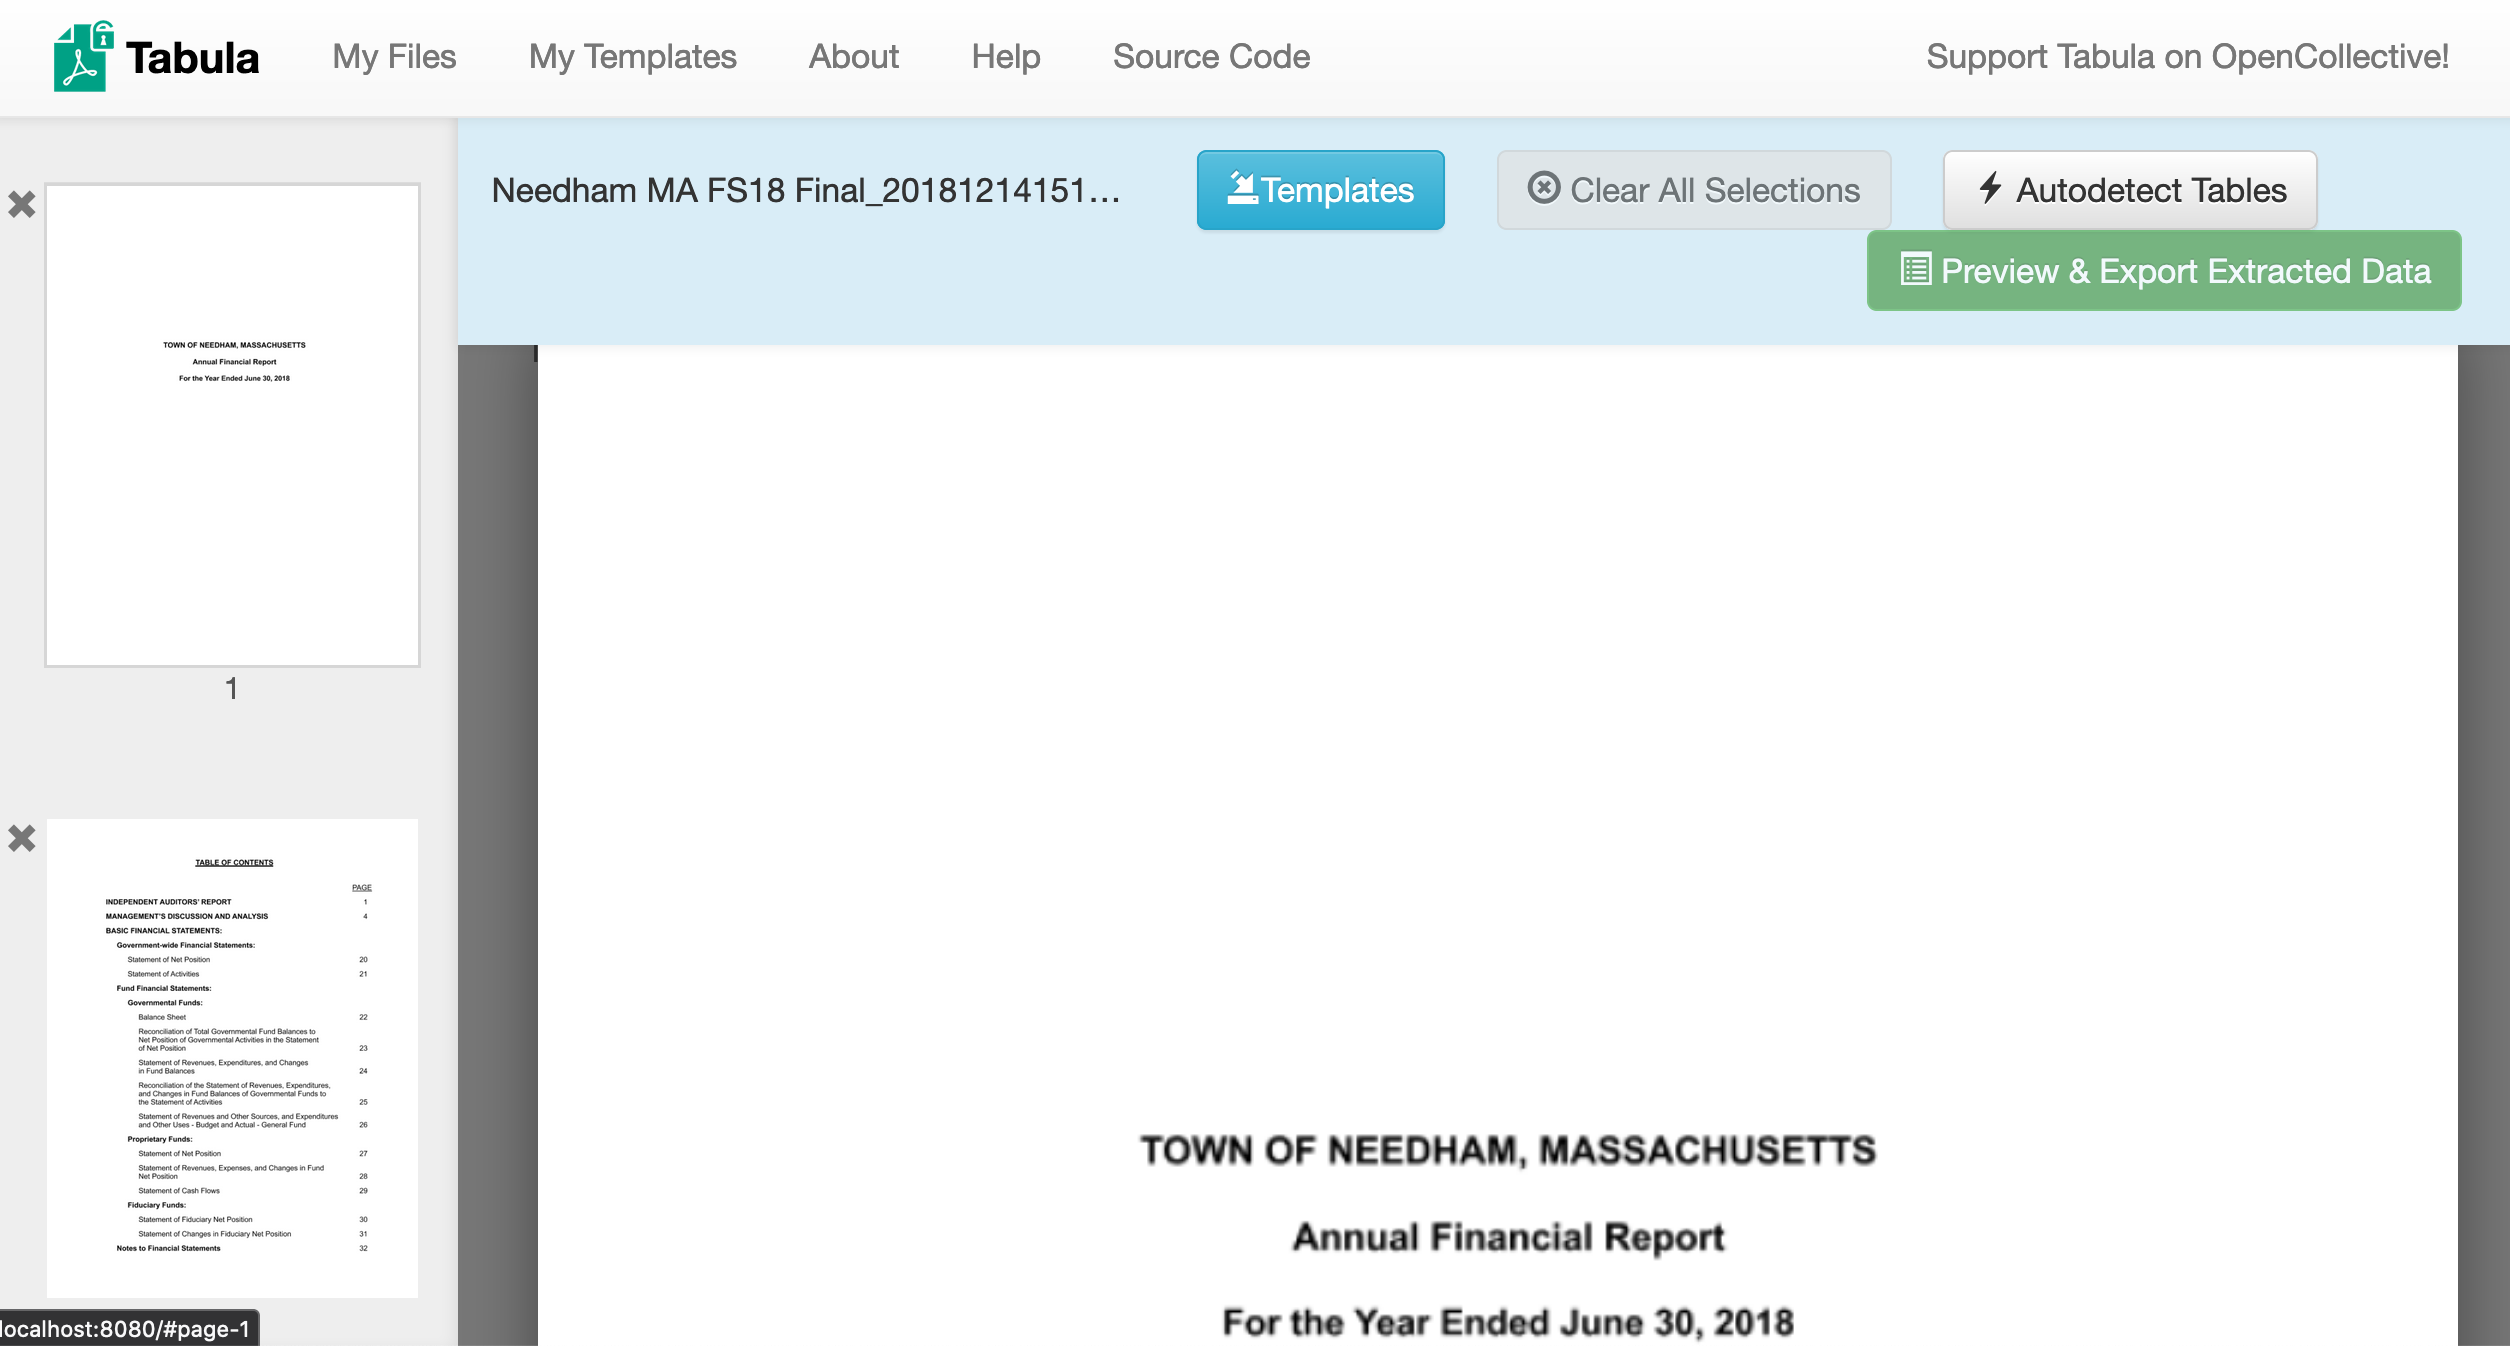 Tabula
My Files
My Templates
About
Help
Source Code
Support Tabula on OpenCollective!
Needham MA FS18 Final_20181214151...
Templates
Clear All Selections
Autodetect Tables
Preview & Export Extracted Data
TOWN OF NEEDHAM, MASSACHUSETTS
Annual Financial Report
For the Year Ended June 30, 2018
1
TABLE OF CONTENTS
PAGE
INDEPENDENT AUDITORS' REPORT 1
MANAGEMENT'S DISCUSSION AND ANALYSIS 4
BASIC FINANCIAL STATEMENTS:
Government-wide Financial Statements:
Statement of Net Position 20
Statement of Activities 21
Fund Financial Statements:
Governmental Funds:
Balance Sheet 22
Reconciliation of Total Governmental Fund Balances to
Net Position of Governmental Activities in the Statement
of Net Position 23
Statement of Revenues, Expenditures, and Changes
in Fund Balances 24
Reconciliation of the Statement of Revenues, Expenditures,
and Changes in Fund Balances of Governmental Funds to
the Statement of Activities 25
Statement of Revenues and Other Sources, and Expenditures
and Other Uses - Budget and Actual - General Fund 26
Proprietary Funds:
Statement of Net Position 27
Statement of Revenues, Expenses, and Changes in Fund
Net Position 28
Statement of Cash Flows 29
Fiduciary Funds:
Statement of Fiduciary Net Position 30
Statement of Changes in Fiduciary Net Position 31
Notes to Financial Statements 32
localhost:8080/#page-1
TOWN OF NEEDHAM, MASSACHUSETTS
Annual Financial Report
For the Year Ended June 30, 2018